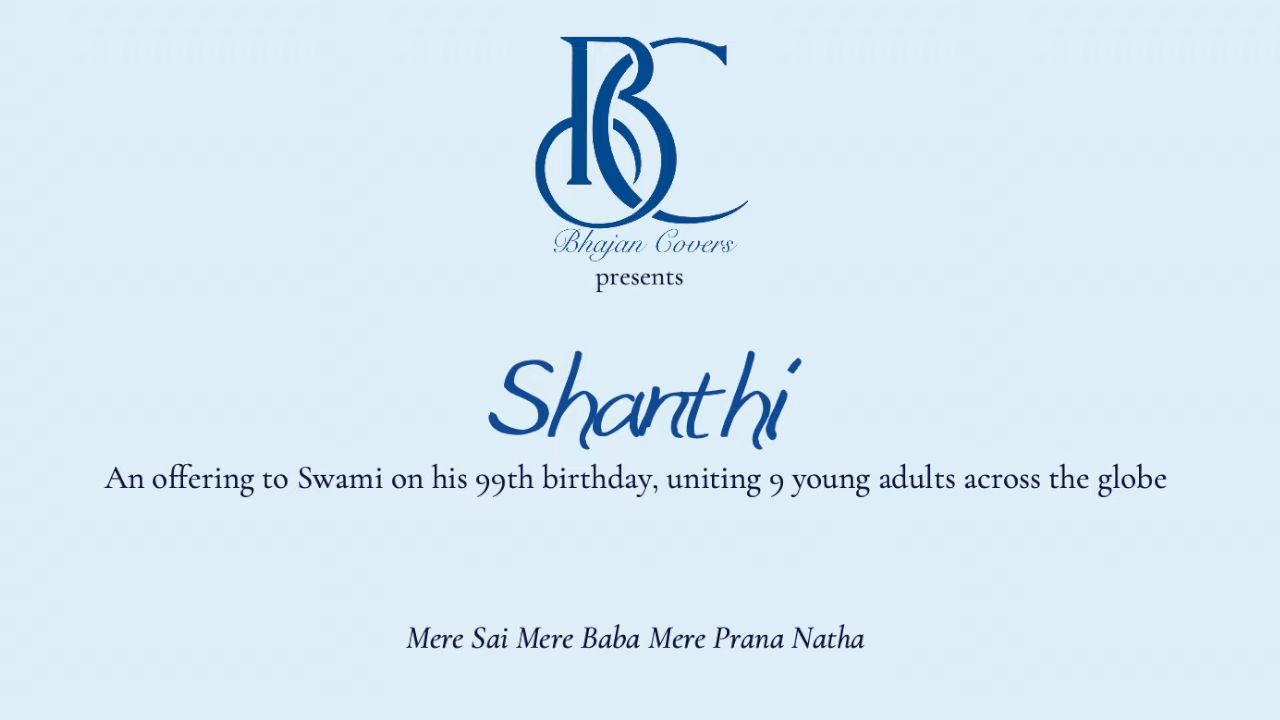 BC
Bhajan Covers
presents
Shanthi
An offering to Swami on his 99th birthday, uniting 9 young adults across the globe
Mere Sai Mere Baba Mere Prana Natha